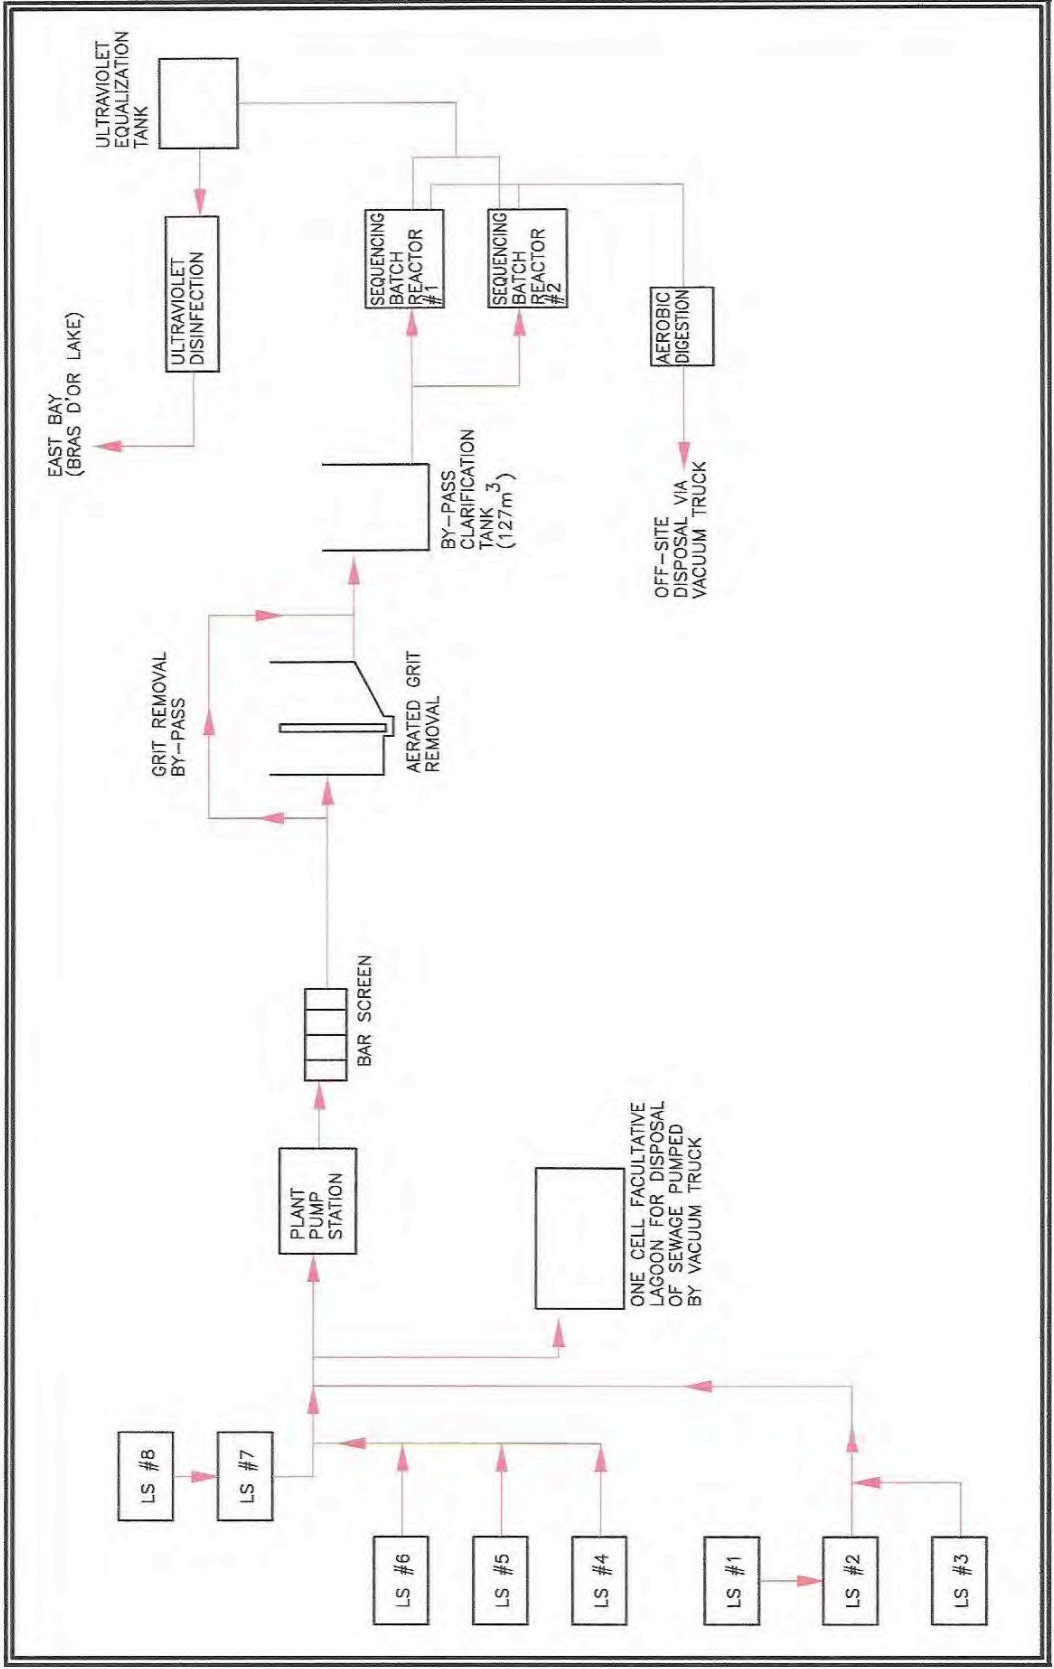 LS #8
LS #7
LS #6
LS #5
LS #4
LS #1
LS #2
LS #3
PLANT
PUMP
STATION
ONE CELL FACULTATIVE
LAGOON FOR DISPOSAL
OF SEWAGE PUMPED
BY VACUUM TRUCK
BAR SCREEN
GRIT REMOVAL
BY-PASS
AERATED GRIT
REMOVAL
BY-PASS
CLARIFICATION
TANK
(127m³)
EAST BAY
(BRAS D'OR LAKE)
ULTRAVIOLET
DISINFECTION
ULTRAVIOLET
EQUALIZATION
TANK
SEQUENCING
BATCH
REACTOR
#1
SEQUENCING
BATCH
REACTOR
#2
AEROBIC
DIGESTION
OFF-SITE
DISPOSAL VIA
VACUUM TRUCK